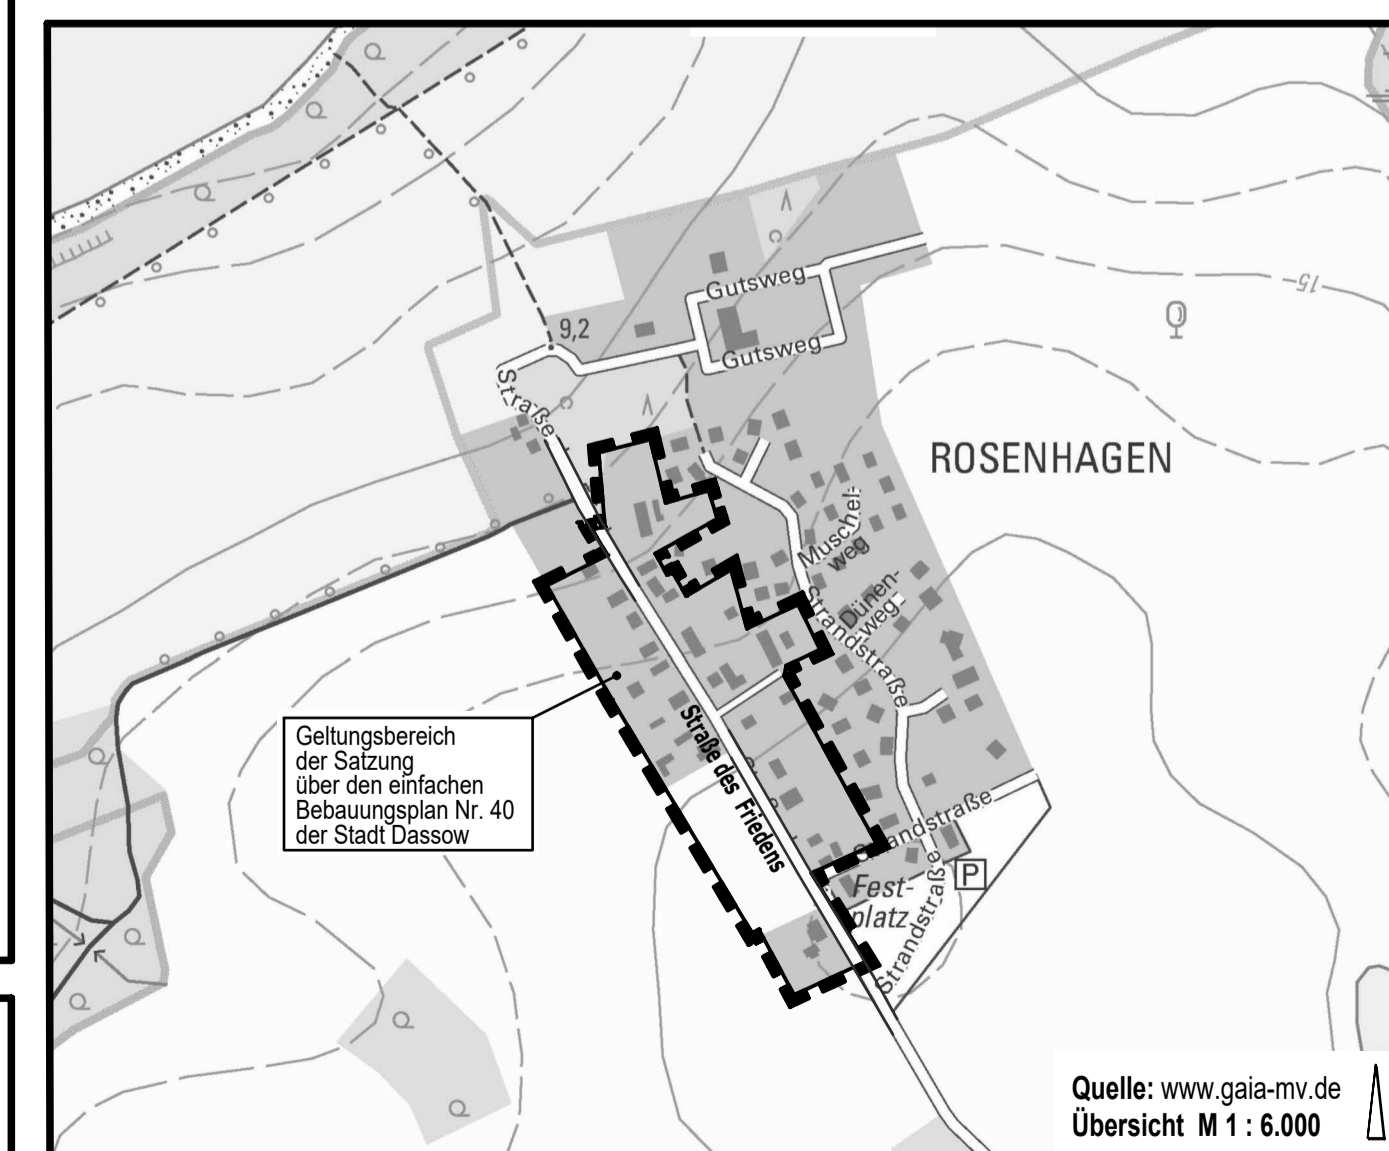 Gutsweg
9,2
Gutsweg
15
Straße
ROSENHAGEN
Muschel-
weg
Dünen-
weg
Strandstraße
Geltungsbereich
der Satzung
über den einfachen
Bebauungsplan Nr. 40
der Stadt Dassow
Straße des Friedens
Strandstraße
P
Fest-
platz
Strandstraße
Quelle: www.gaia-mv.de
Übersicht M 1 : 6.000